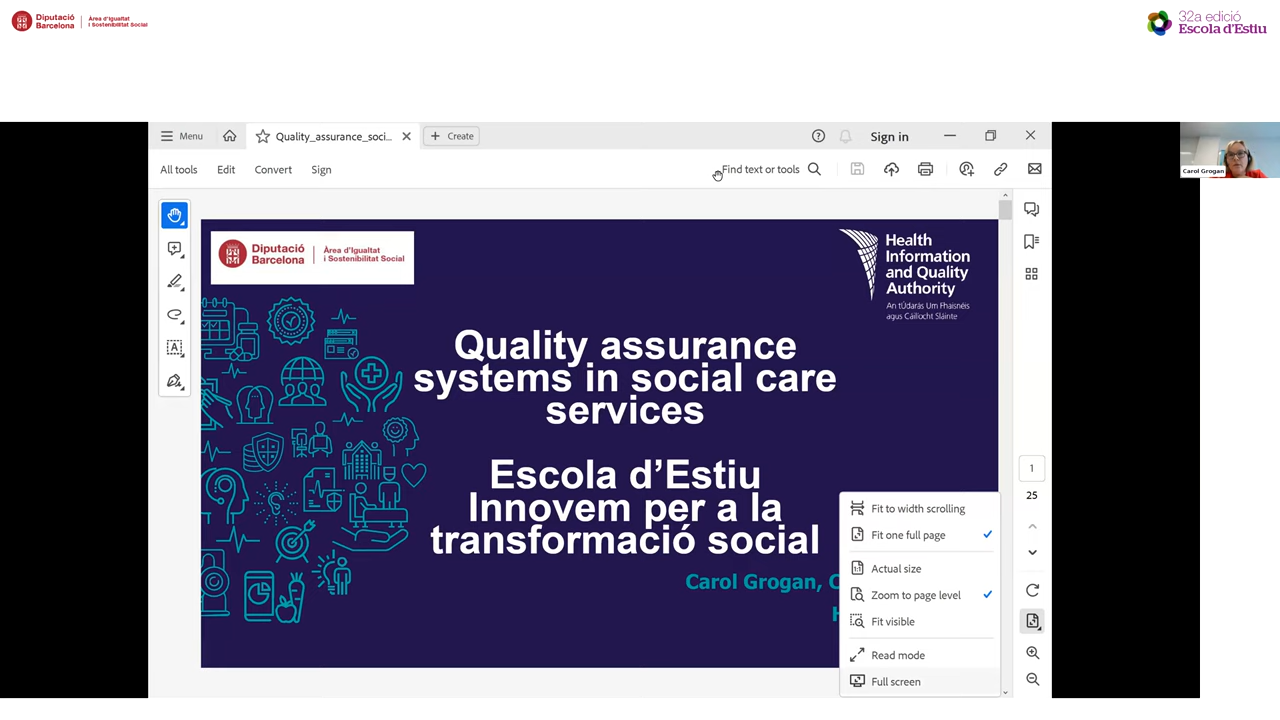 Diputació
Barcelona
Àrea d'Igualtat
i Sostenibilitat Social
32a edició
Escola d'Estiu
Menu
Quality_assurance_soci...
Create
Sign in
All tools
Edit
Convert
Sign
Find text or tools
Carol Grogan
Diputació
Barcelona
Àrea d'Igualtat
i Sostenibilitat Social
Health
Information
and Quality
Authority
An tÚdarás Um Fhaisnéis
agus Cáilíocht Sláinte
Quality assurance
systems in social care
services
Escola d'Estiu
Innovem per a la
transformació social
Carol Grogan, C
H
1
25
Fit to width scrolling
Fit one full page
Actual size
Zoom to page level
Fit visible
Read mode
Full screen